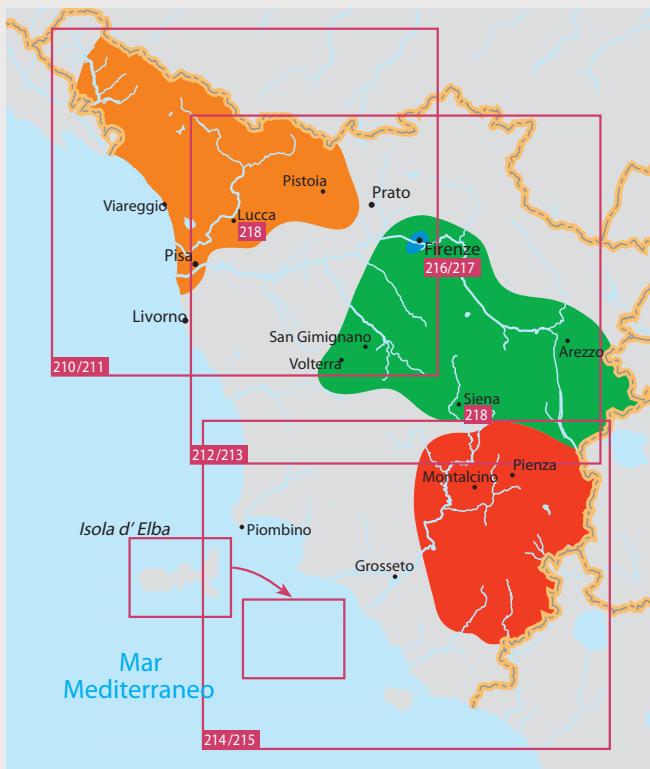 Pistoia
Prato
Viareggio
Lucca
218
Firenze
Pisa
216/217
Livorno
San Gimignano
Arezzo
Volterra
210/211
Siena
218
212/213
Pienza
Montalcino
Isola d' Elba
Piombino
Grosseto
Mar
Mediterraneo
214/215